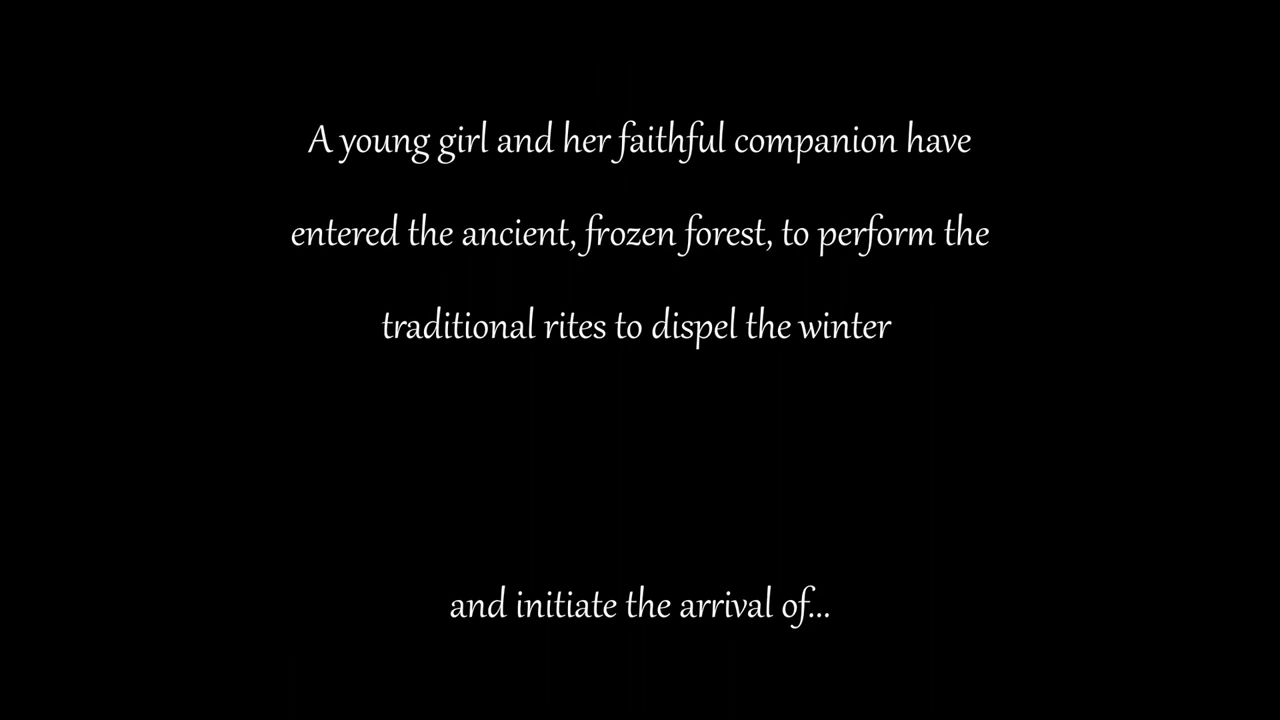 A young girl and her faithful companion have
entered the ancient, frozen forest, to perform the
traditional rites to dispel the winter
and initiate the arrival of...